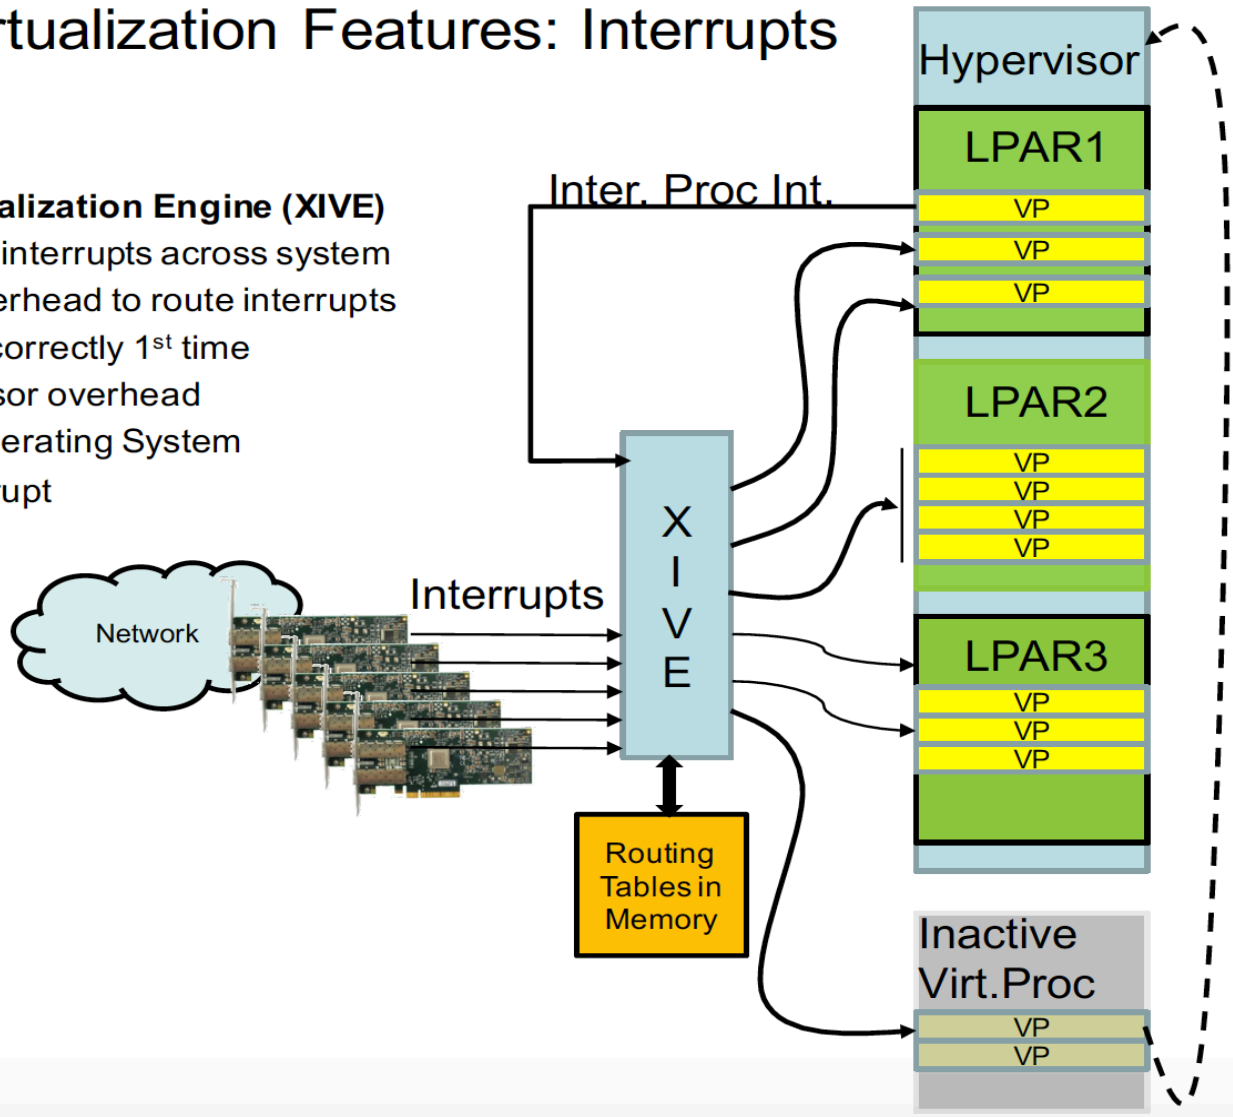 rtualization Features: Interrupts
alization Engine (XIVE)
interrupts across system
erhead to route interrupts
correctly 1st time
sor overhead
erating System
rupt
Network
Interrupts
Inter. Proc Int.
X
I
V
E
Routing
Tables in
Memory
Hypervisor
LPAR1
VP
VP
VP
LPAR2
VP
VP
VP
VP
LPAR3
VP
VP
VP
Inactive
Virt.Proc
VP
VP